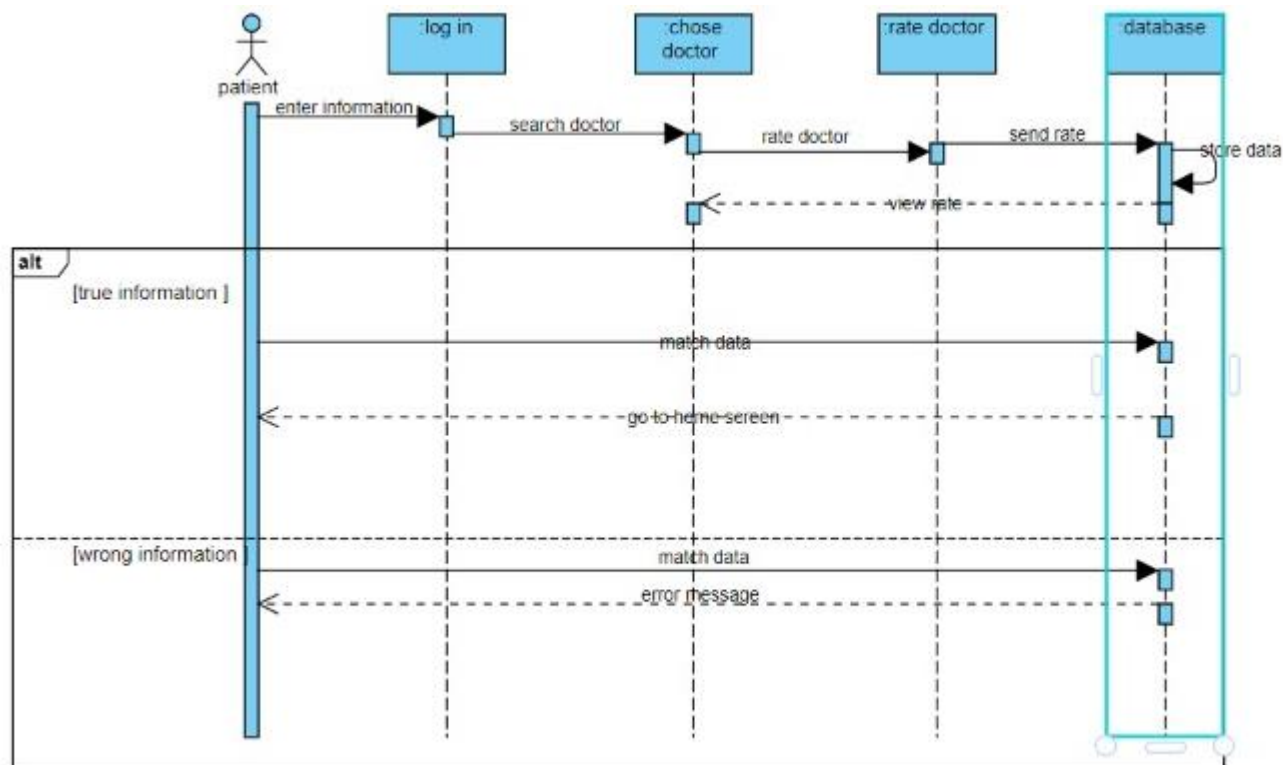 :log in
:chose
doctor
:rate doctor
:database
patient
enter information
search doctor
rate doctor
send rate
store data
view rate
alt
[true information ]
match data
go to home screen
[wrong information ]
match data
error message